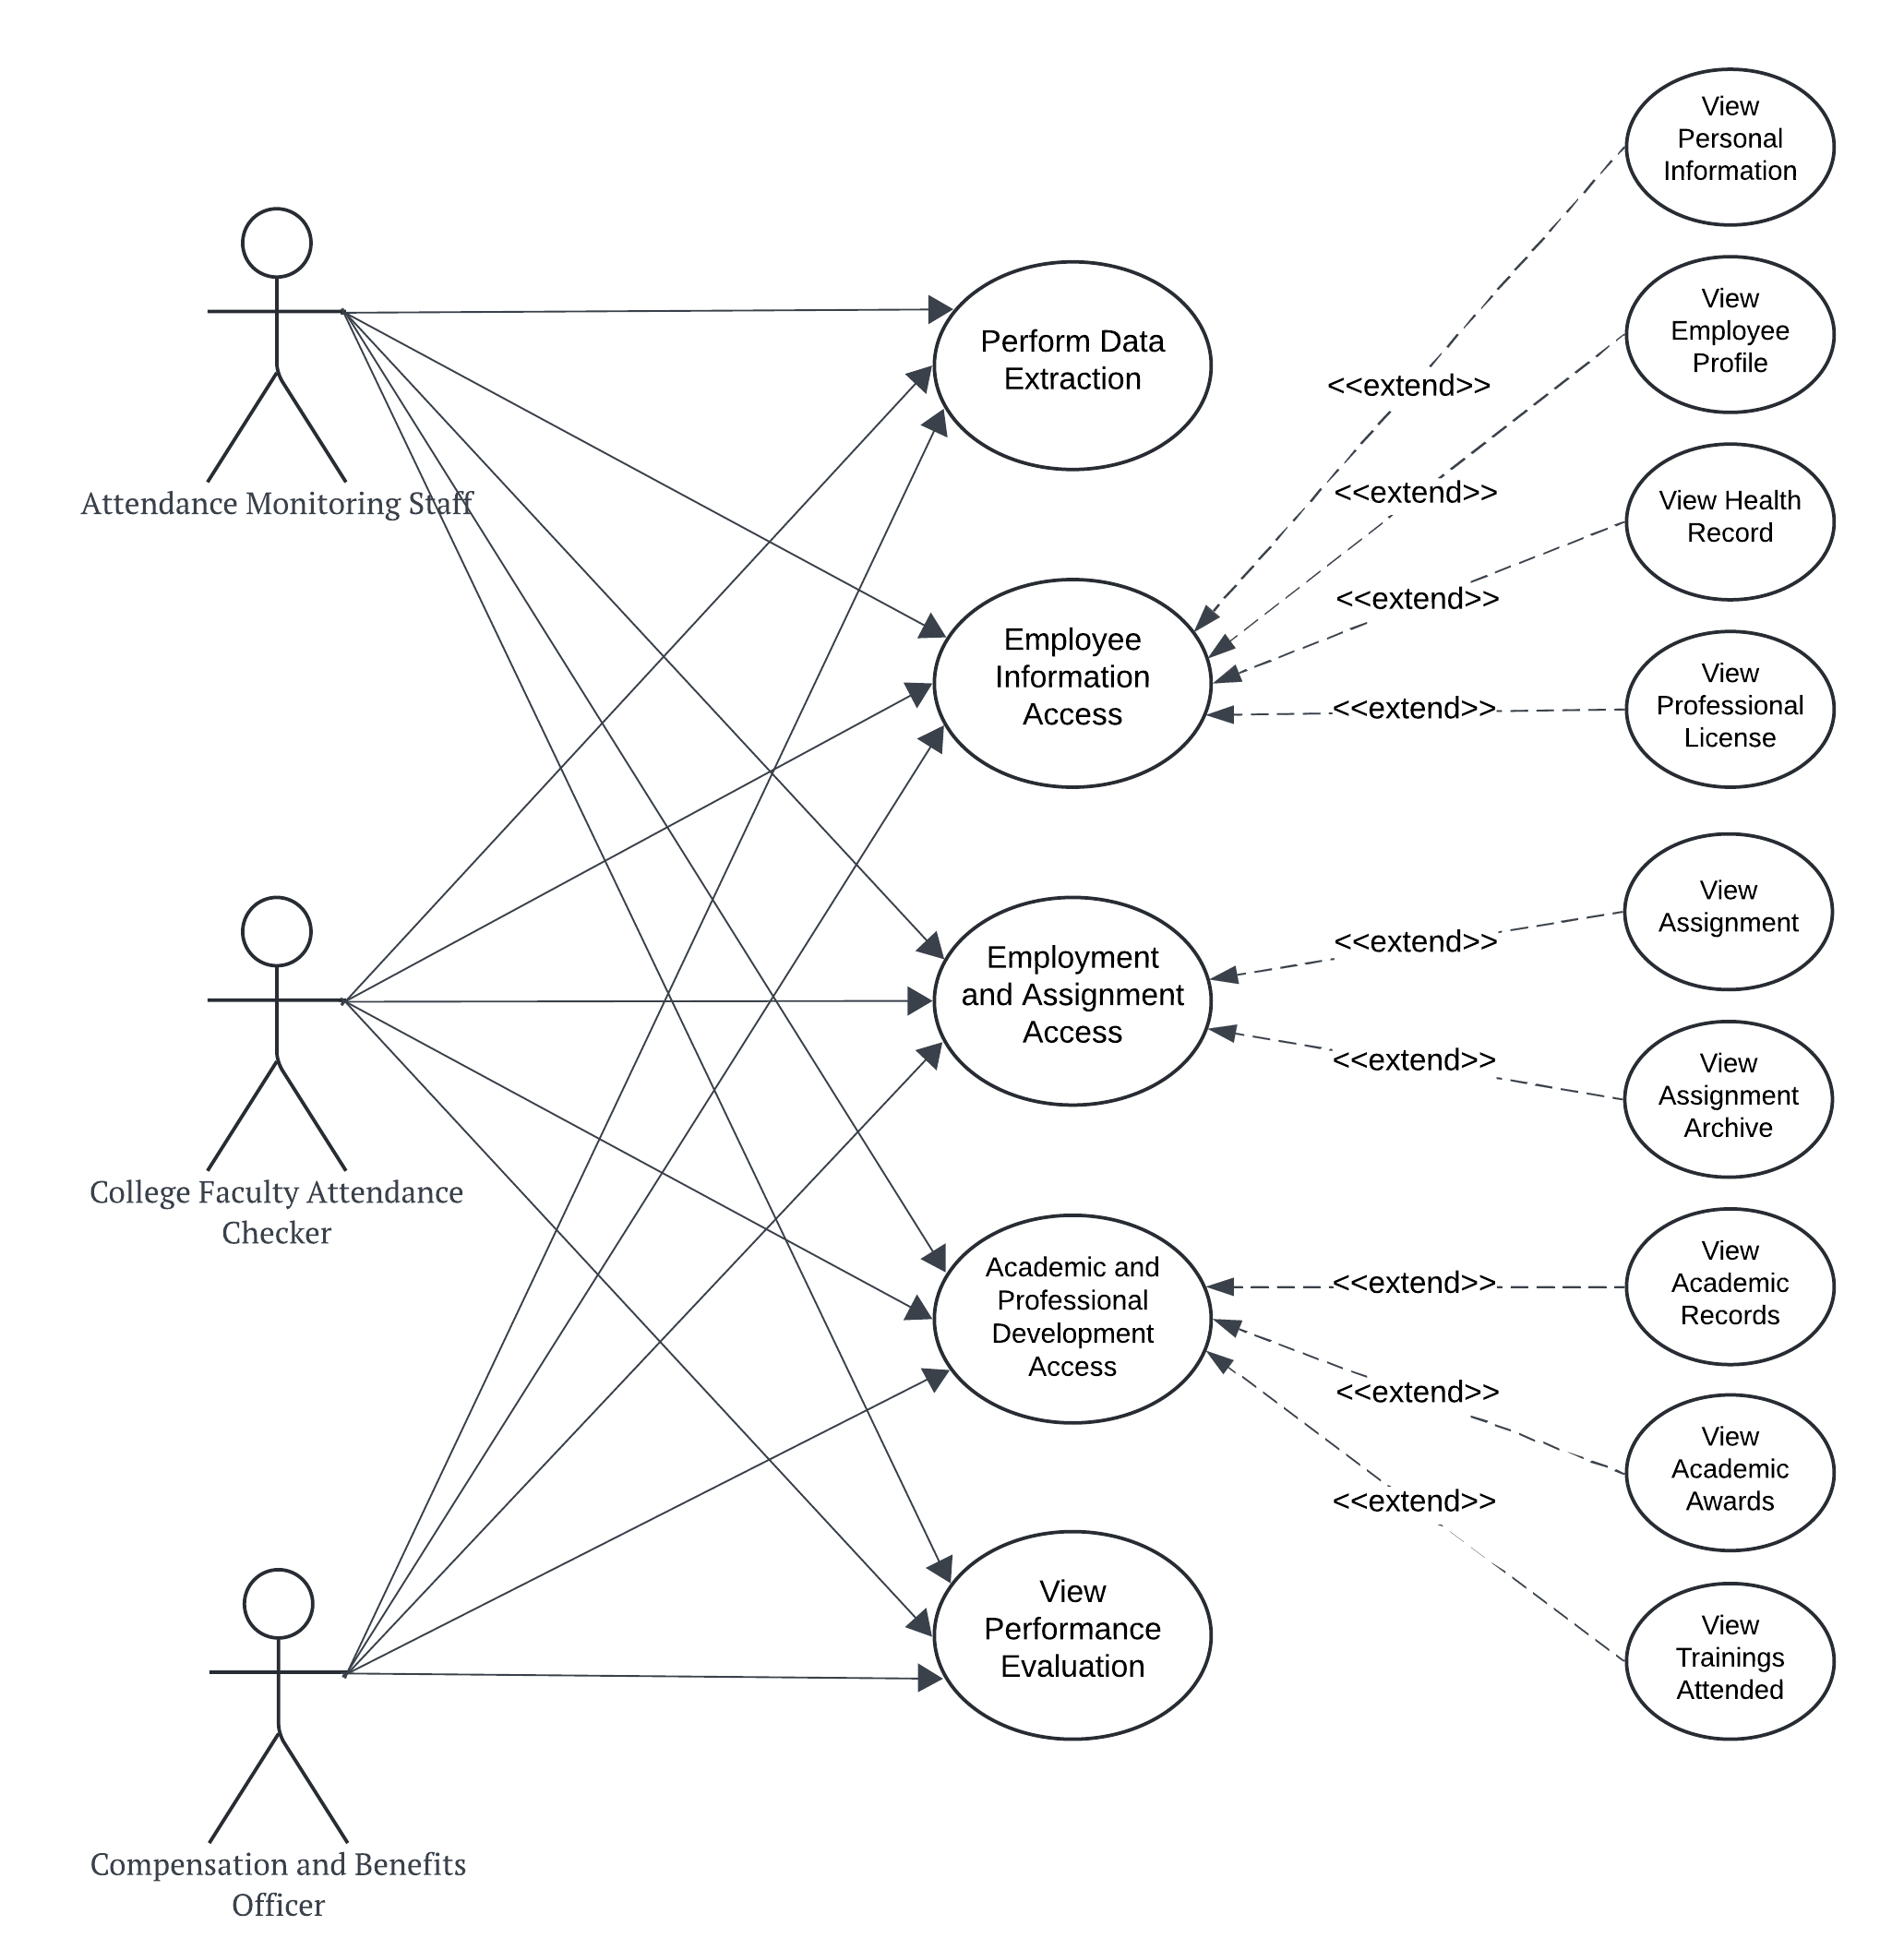 View
Personal
Information
View
Employee
Profile
Perform Data
Extraction
<<extend>>
Attendance Monitoring Staff
<<extend>>
View Health
Record
<<extend>>
Employee
Information
Access
View
Professional
License
<<extend>>
View
Assignment
<<extend>>
Employment
and Assignment
Access
<<extend>>
View
Assignment
Archive
College Faculty Attendance
Checker
Academic and
Professional
Development
Access
<<extend>>
View
Academic
Records
<<extend>>
View
Academic
Awards
<<extend>>
View
Performance
Evaluation
View
Trainings
Attended
Compensation and Benefits
Officer